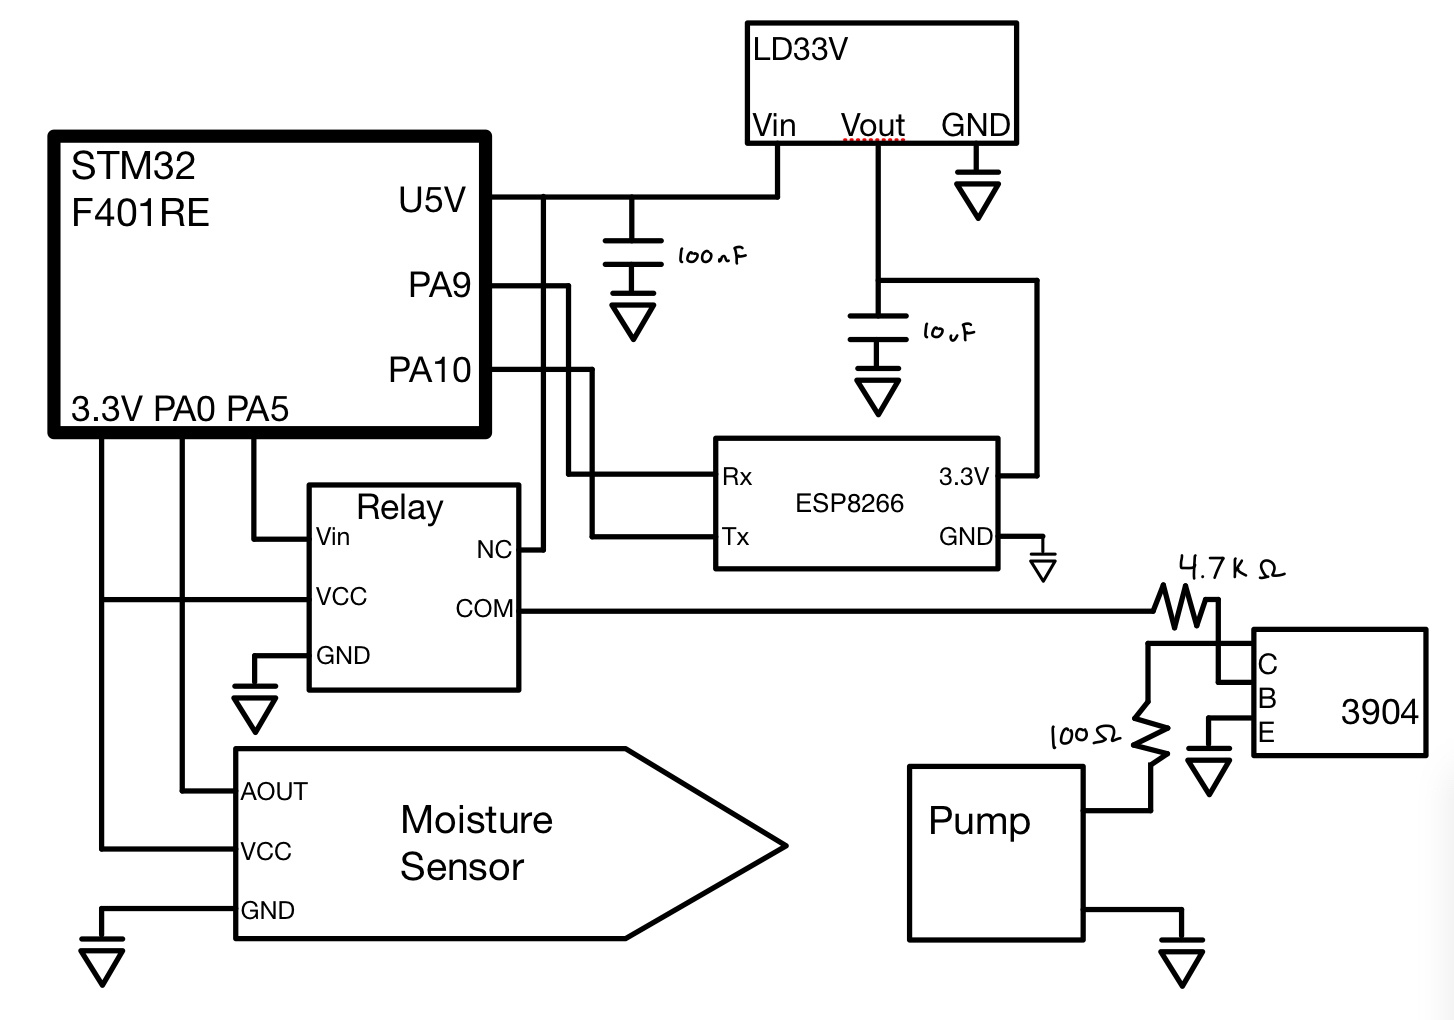 LD33V
Vin Vout GND
STM32
F401RE
U5V
100nF
PA9
10uF
PA10
3.3V PA0 PA5
Rx
3.3V
ESP8266
Tx
GND
Relay
Vin
NC
VCC
COM
GND
4.7K Ω
C
B
E
3904
100Ω
AOUT
VCC
GND
Moisture
Sensor
Pump